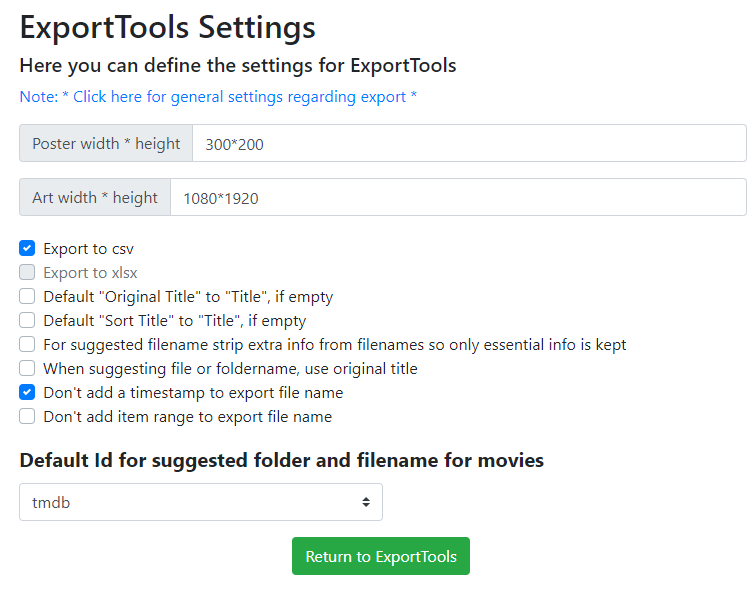 ExportTools Settings
Here you can define the settings for ExportTools
Note: * Click here for general settings regarding export *
Poster width * height 300*200
Art width * height 1080*1920
Export to csv
Export to xlsx
Default "Original Title" to "Title", if empty
Default "Sort Title" to "Title", if empty
For suggested filename strip extra info from filenames so only essential info is kept
When suggesting file or foldername, use original title
Don't add a timestamp to export file name
Don't add item range to export file name
Default Id for suggested folder and filename for movies
tmdb
Return to ExportTools